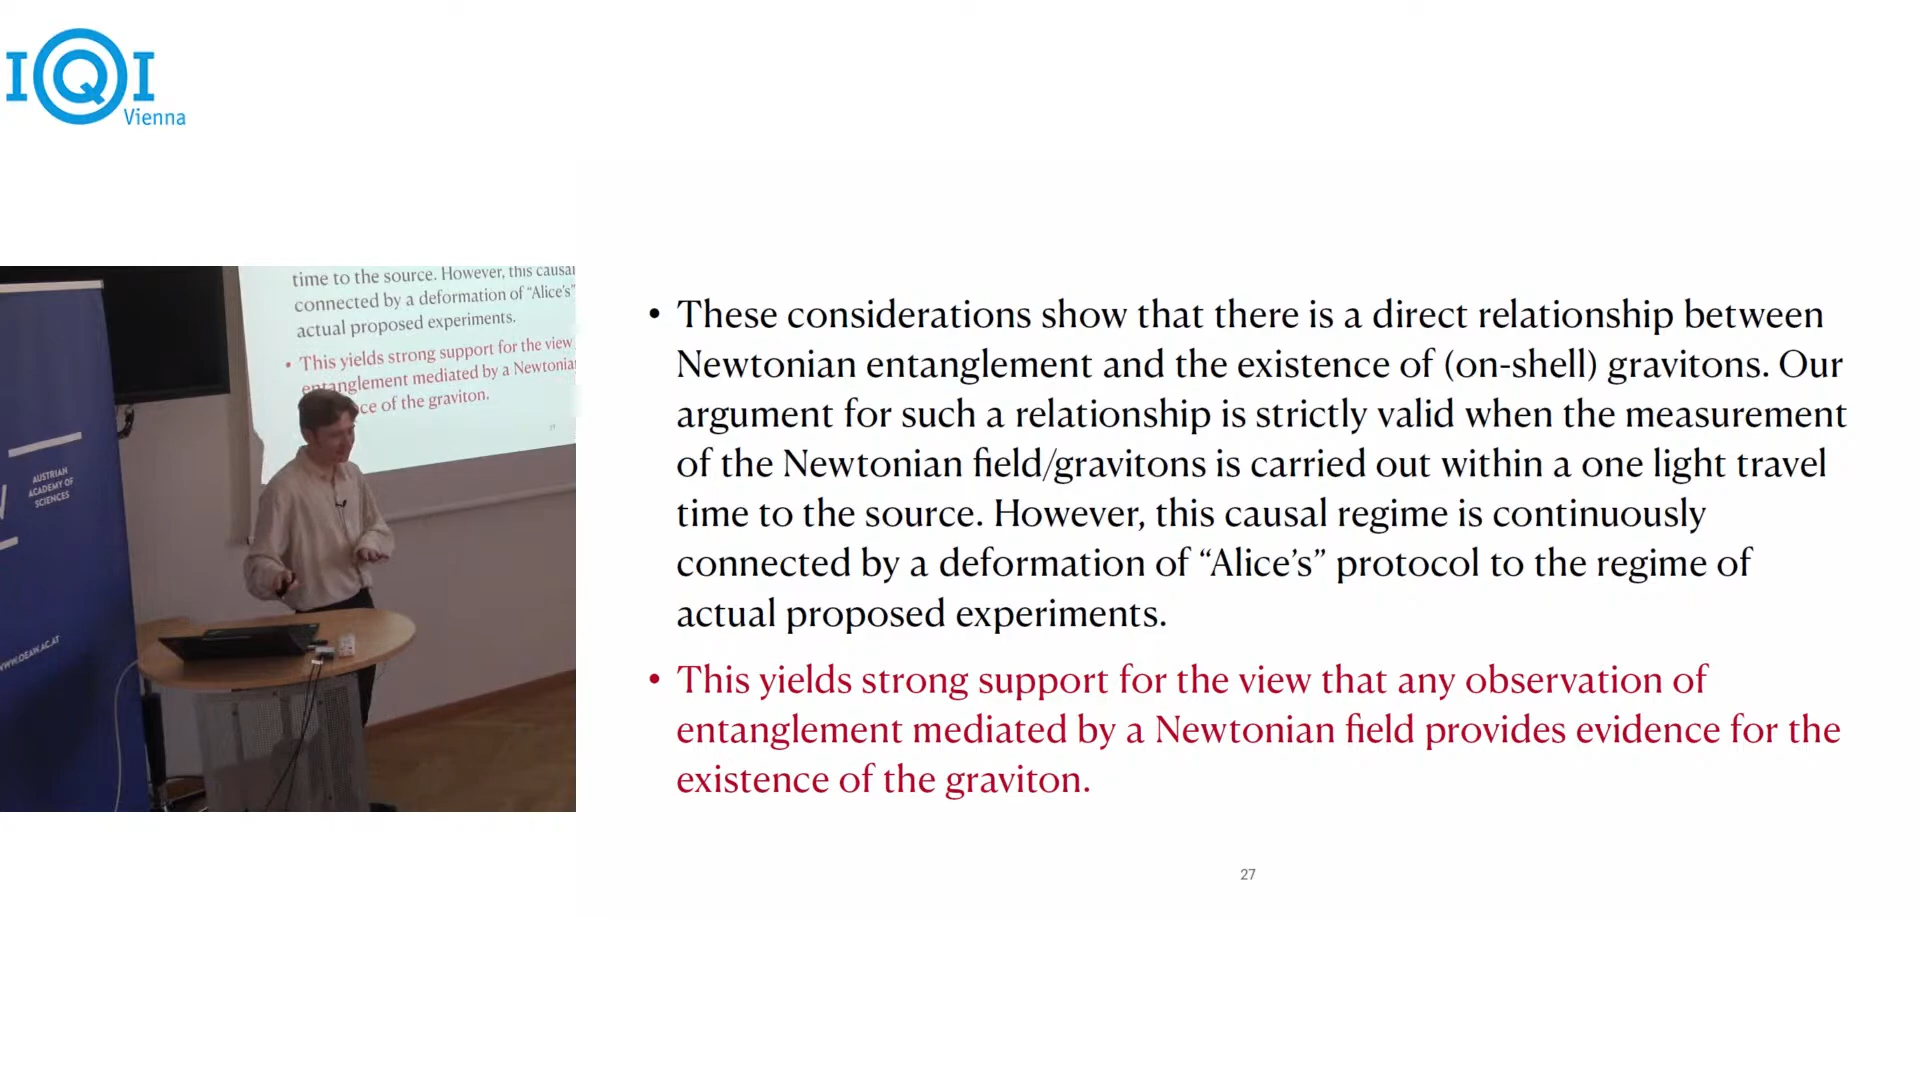 IQI
Vienna
time to the source. However, this causal
connected by a deformation of “Alice’s”
actual proposed experiments.
• This yields strong support for the view
entanglement mediated by a Newtonian
ce of the graviton.
AUSTRIAN
ACADEMY OF
SCIENCES
WWW.OEAW.AC.AT
• These considerations show that there is a direct relationship between
Newtonian entanglement and the existence of (on-shell) gravitons. Our
argument for such a relationship is strictly valid when the measurement
of the Newtonian field/gravitons is carried out within a one light travel
time to the source. However, this causal regime is continuously
connected by a deformation of “Alice’s” protocol to the regime of
actual proposed experiments.
• This yields strong support for the view that any observation of
entanglement mediated by a Newtonian field provides evidence for the
existence of the graviton.
27